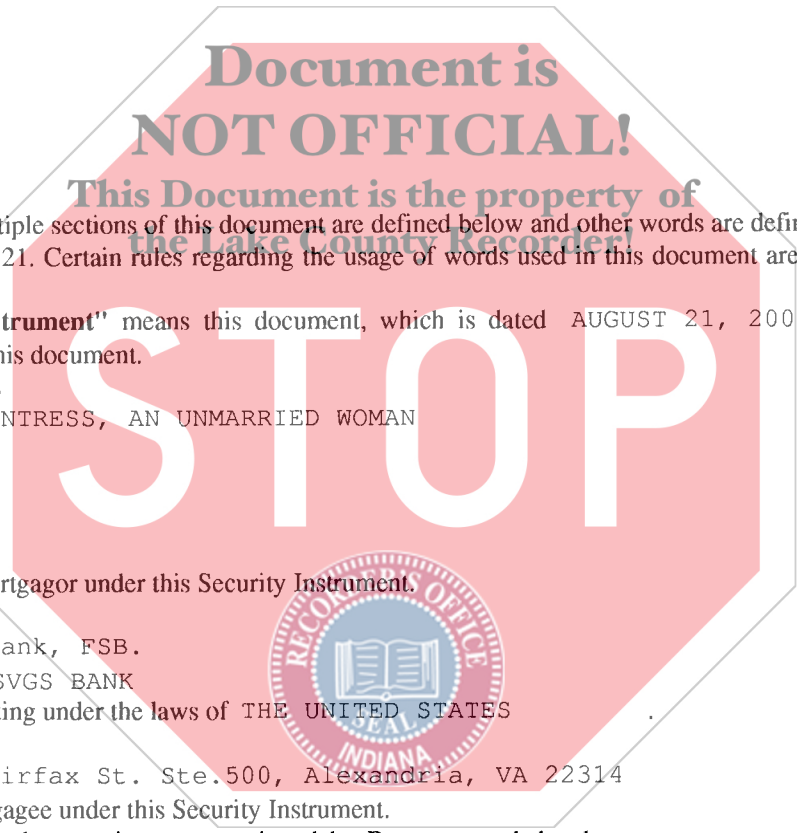 Document is
NOT OFFICIAL!
This Document is the property of
tiple sections of this document are defined below and other words are defin
the Lake County Recorder!
21. Certain rules regarding the usage of words used in this document are
trument" means this document, which is dated AUGUST 21, 200
his document.
NTRESS, AN UNMARRIED WOMAN
STOP
rtgagor under this Security Instrument.
RECORDER'S OFFICE
ank, FSB.
SVGS BANK
ting under the laws of THE UNITED STATES .
SEAL
INDIANA
irfax St. Ste.500, Alexandria, VA 22314
gagee under this Security Instrument.